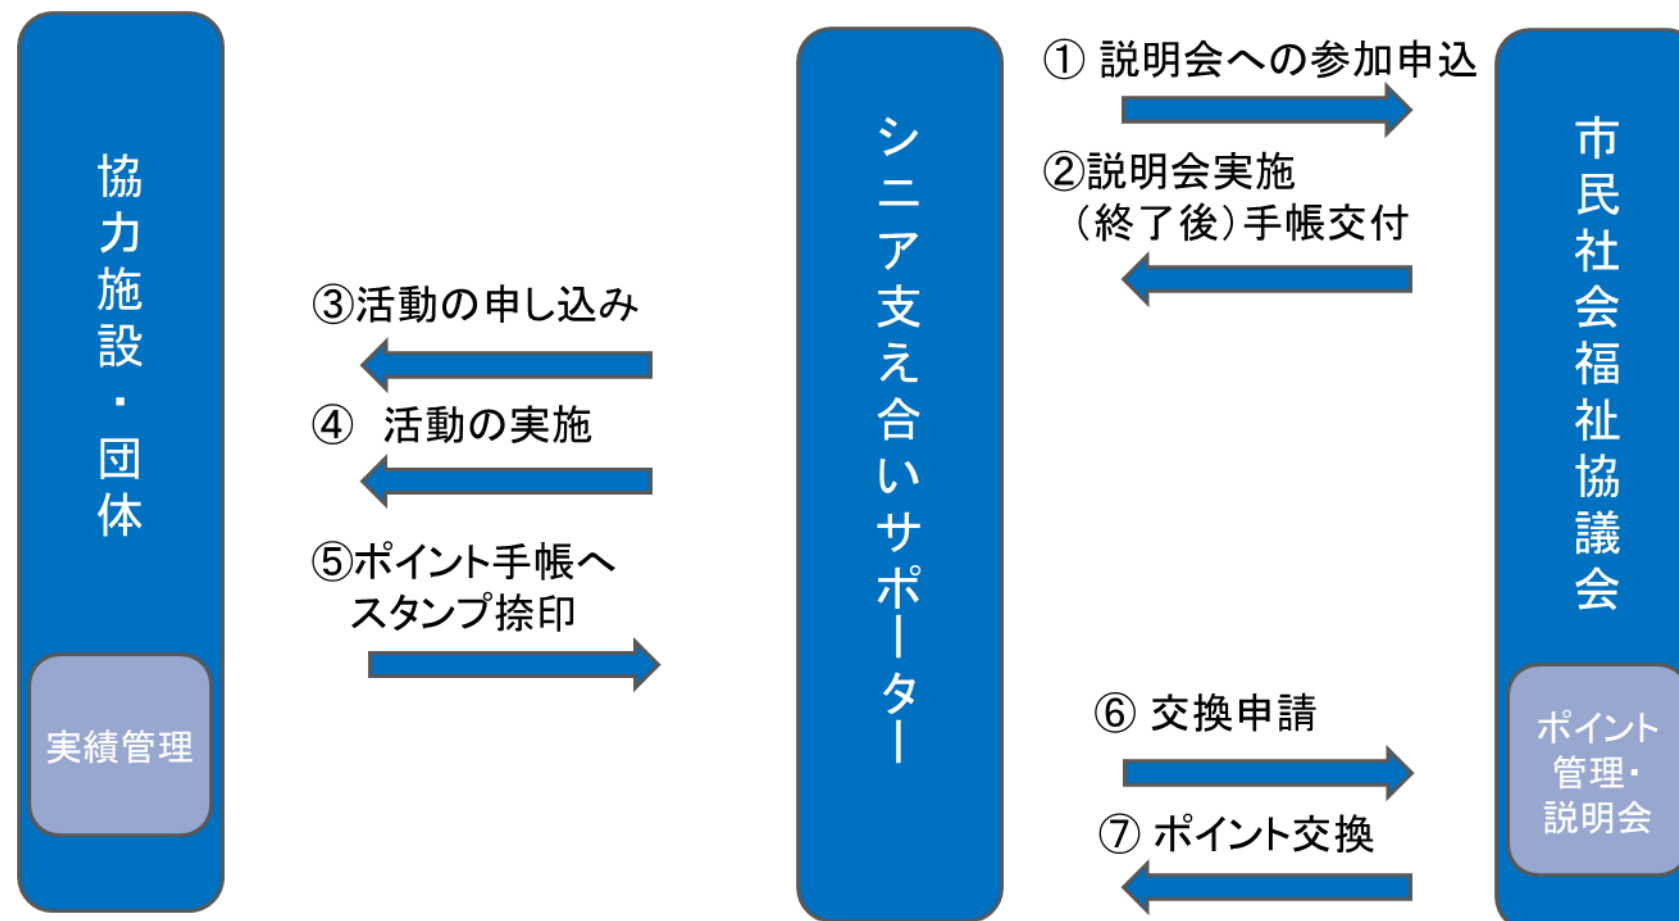 協力施設・団体
実績管理
③活動の申し込み
④ 活動の実施
⑤ポイント手帳へ
スタンプ捺印
シニア支え合いサポーター
① 説明会への参加申込
②説明会実施
（終了後）手帳交付
⑥ 交換申請
⑦ ポイント交換
市民社会福祉協議会
ポイント
管理・
説明会